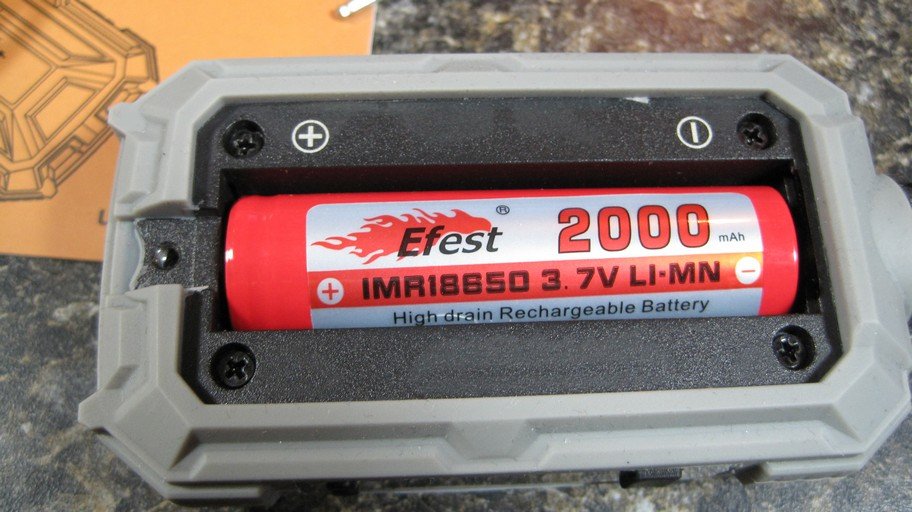 + −
Efest® 2000 mAh
+ IMR18650 3.7V LI-MN −
High drain Rechargeable Battery